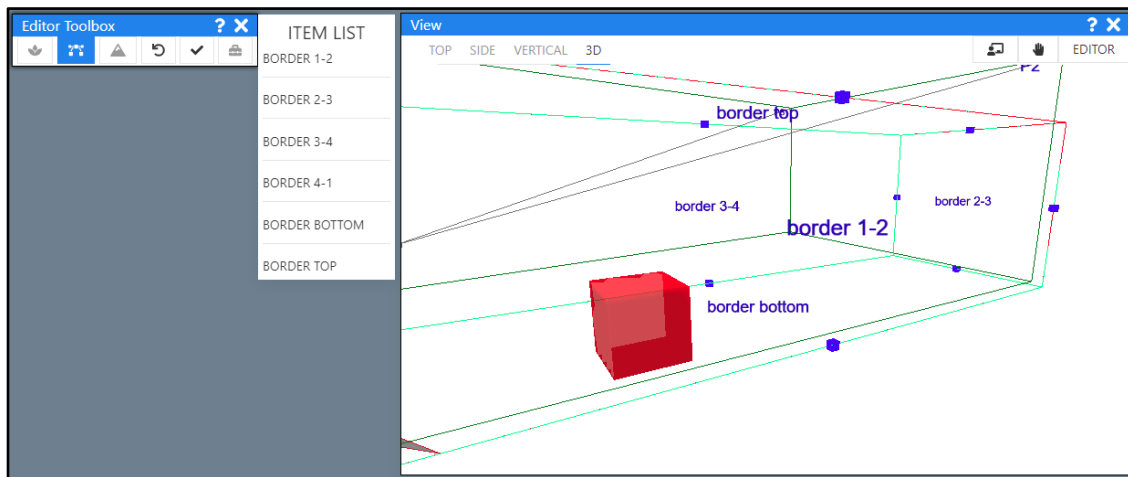 Editor Toolbox ? X
ITEM LIST
BORDER 1-2
BORDER 2-3
BORDER 3-4
BORDER 4-1
BORDER BOTTOM
BORDER TOP
View ? X
TOP SIDE VERTICAL 3D EDITOR
P2
border top
border 3-4
border 2-3
border 1-2
border bottom